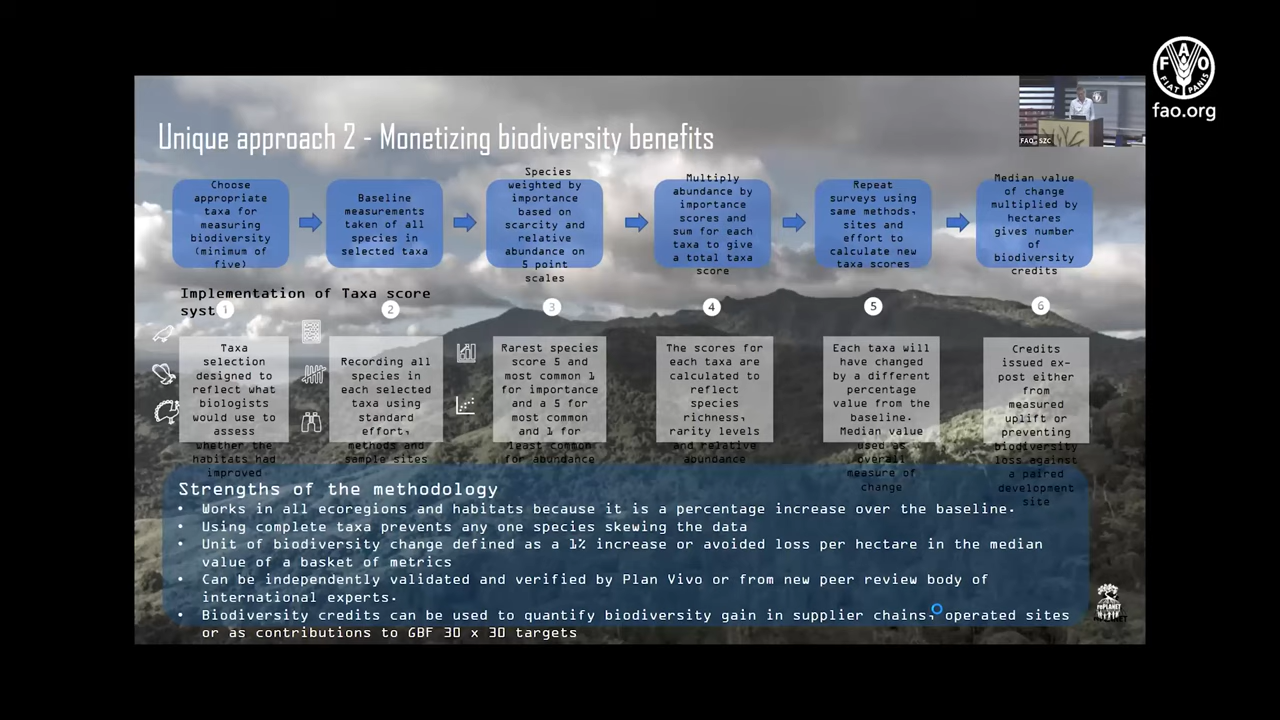 FAO
FIAT PANIS
fao.org
FAO_SZC
Unique approach 2 - Monetizing biodiversity benefits
Choose
appropriate
taxa for
measuring
biodiversity
(minimum of
five)
Baseline
measurements
taken of all
species in
selected taxa
Species
weighted by
importance
based on
scarcity and
relative
abundance on
5 point
scales
Multiply
abundance by
importance
scores and
sum for each
taxa to give
a total taxa
score
Repeat
surveys using
same methods,
sites and
effort to
calculate new
taxa scores
Median value
of change
multiplied by
hectares
gives number
of
biodiversity
credits
Implementation of Taxa score
syst
1
2
3
4
5
6
Taxa
selection
designed to
reflect what
biologists
would use to
assess
whether the
habitats had
improved
Recording all
species in
each selected
taxa using
standard
effort,
methods and
sample sites
Rarest species
score 5 and
most common 1
for importance
and a 5 for
most common
and 1 for
least common
for abundance
The scores for
each taxa are
calculated to
reflect
species
richness,
rarity levels
and relative
abundance
Each taxa will
have changed
by a different
percentage
value from the
baseline.
Median value
used as
overall
measure of
change
Credits
issued ex-
post either
from
measured
uplift or
preventing
biodiversity
loss against
a paired
development
site
Strengths of the methodology
• Works in all ecoregions and habitats because it is a percentage increase over the baseline.
• Using complete taxa prevents any one species skewing the data
• Unit of biodiversity change defined as a 1% increase or avoided loss per hectare in the median
value of a basket of metrics
• Can be independently validated and verified by Plan Vivo or from new peer review body of
international experts.
• Biodiversity credits can be used to quantify biodiversity gain in supplier chains, operated sites
or as contributions to GBF 30 x 30 targets
rePLANET